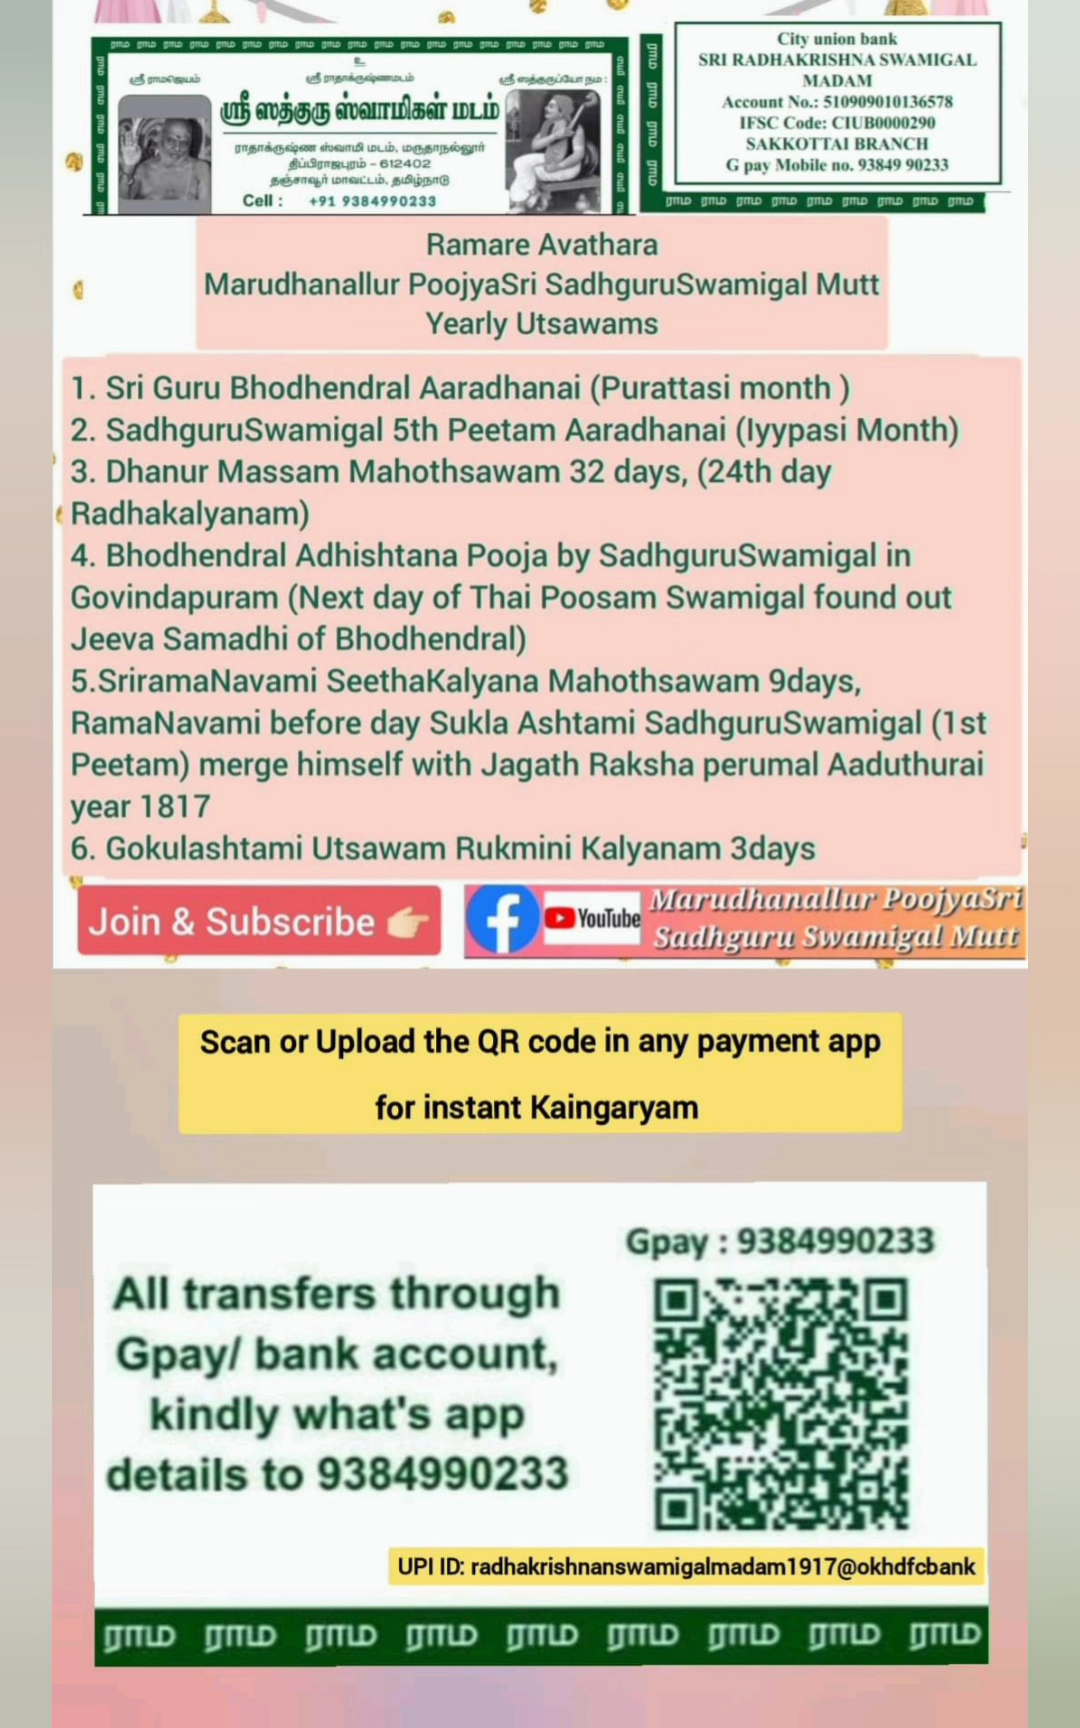 ராம ராம ராம ராம ராம ராம ராம ராம ராம ராம ராம ராம ராம ராம ராம ராம ராம ராம ராம
உ
ஸ்ரீ ராமஜெயம் ஸ்ரீ ராதாக்ருஷ்ணமடம் ஸ்ரீ ஸத்குருப்யோ நம :
ஸ்ரீ ஸத்குரு ஸ்வாமிகள் மடம்
ராதாக்ருஷ்ண ஸ்வாமி மடம், மருதாநல்லூர்
திப்பிராஜபுரம் – 612402
தஞ்சாவூர் மாவட்டம், தமிழ்நாடு
Cell : +91 9384990233
City union bank
SRI RADHAKRISHNA SWAMIGAL
MADAM
Account No.: 510909010136578
IFSC Code: CIUB0000290
SAKKOTTAI BRANCH
G pay Mobile no. 93849 90233
ராம ராம ராம ராம ராம ராம ராம ராம ராம
Ramare Avathara
Marudhanallur PoojyaSri SadhguruSwamigal Mutt
Yearly Utsawams
1. Sri Guru Bhodhendral Aaradhanai (Purattasi month )
2. SadhguruSwamigal 5th Peetam Aaradhanai (Iyypasi Month)
3. Dhanur Massam Mahothsawam 32 days, (24th day
Radhakalyanam)
4. Bhodhendral Adhishtana Pooja by SadhguruSwamigal in
Govindapuram (Next day of Thai Poosam Swamigal found out
Jeeva Samadhi of Bhodhendral)
5.SriramaNavami SeethaKalyana Mahothsawam 9days,
RamaNavami before day Sukla Ashtami SadhguruSwamigal (1st
Peetam) merge himself with Jagath Raksha perumal Aaduthurai
year 1817
6. Gokulashtami Utsawam Rukmini Kalyanam 3days
Join & Subscribe
YouTube
Marudhanallur PoojyaSri
Sadhguru Swamigal Mutt
Scan or Upload the QR code in any payment app
for instant Kaingaryam
Gpay : 9384990233
All transfers through
Gpay/ bank account,
kindly what's app
details to 9384990233
UPI ID: radhakrishnanswamigalmadam1917@okhdfcbank
ராம ராம ராம ராம ராம ராம ராம ராம ராம